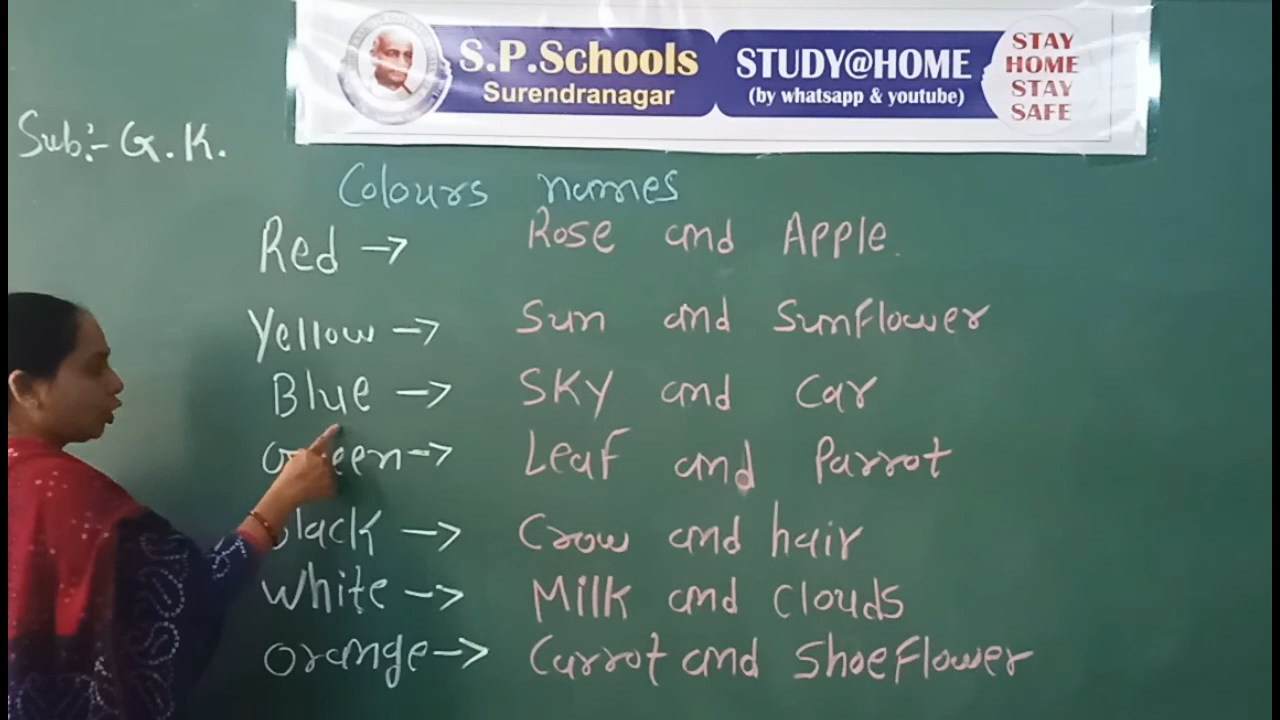 S.P.Schools
Surendranagar
STUDY@HOME
(by whatsapp & youtube)
STAY
HOME
STAY
SAFE
Sub:- G.K.
Colours names
Red → Rose and Apple.
Yellow → Sun and Sunflower
Blue → Sky and Car
Green → Leaf and Parrot
black → Crow and hair
White → Milk and Clouds
Orange → Carrot and Shoeflower